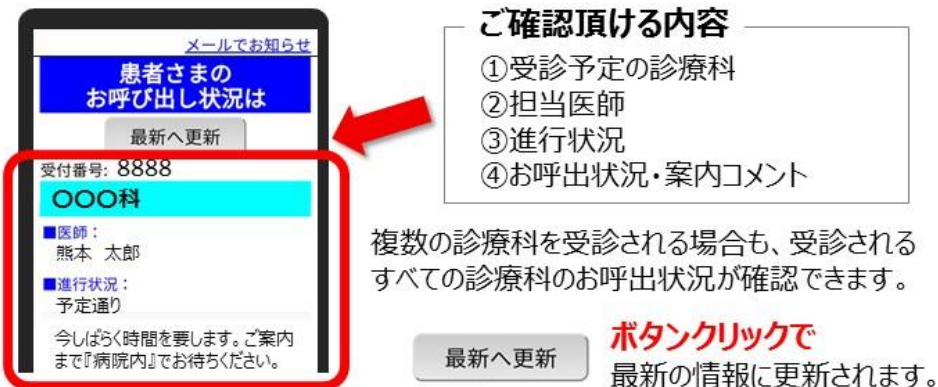 メールでお知らせ
患者さまの
お呼び出し状況は
最新へ更新
受付番号: 8888
〇〇〇科
■医師：
熊本 太郎
■進行状況：
予定通り
今しばらく時間を要します。ご案内
まで『病院内』でお待ちください。
ご確認頂ける内容
①受診予定の診療科
②担当医師
③進行状況
④お呼出状況・案内コメント
複数の診療科を受診される場合も、受診される
すべての診療科のお呼出状況が確認できます。
最新へ更新
ボタンクリックで
最新の情報に更新されます。